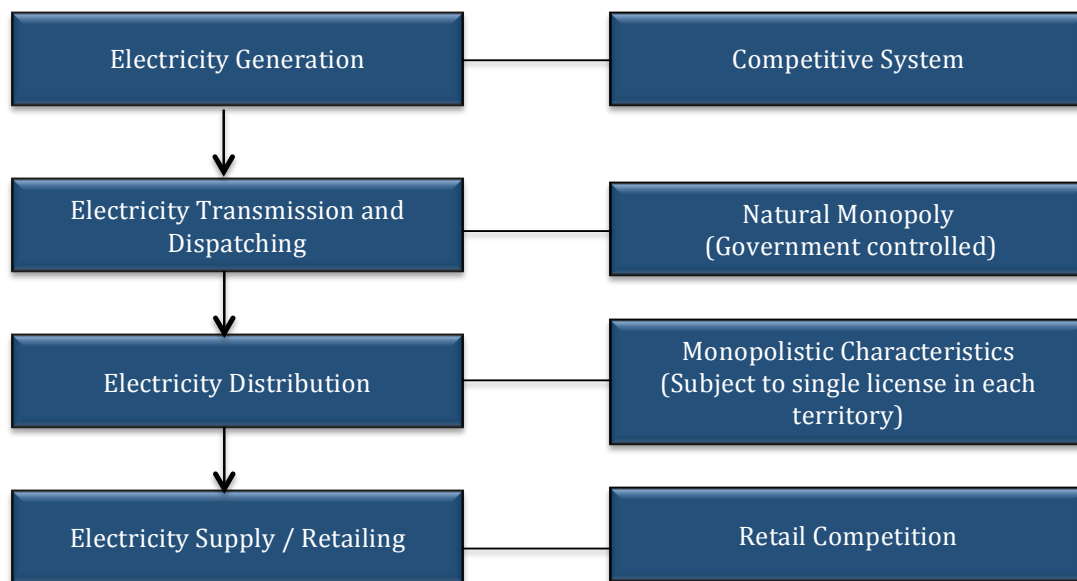 Electricity Generation
Competitive System
Electricity Transmission and
Dispatching
Natural Monopoly
(Government controlled)
Electricity Distribution
Monopolistic Characteristics
(Subject to single license in each
territory)
Electricity Supply / Retailing
Retail Competition